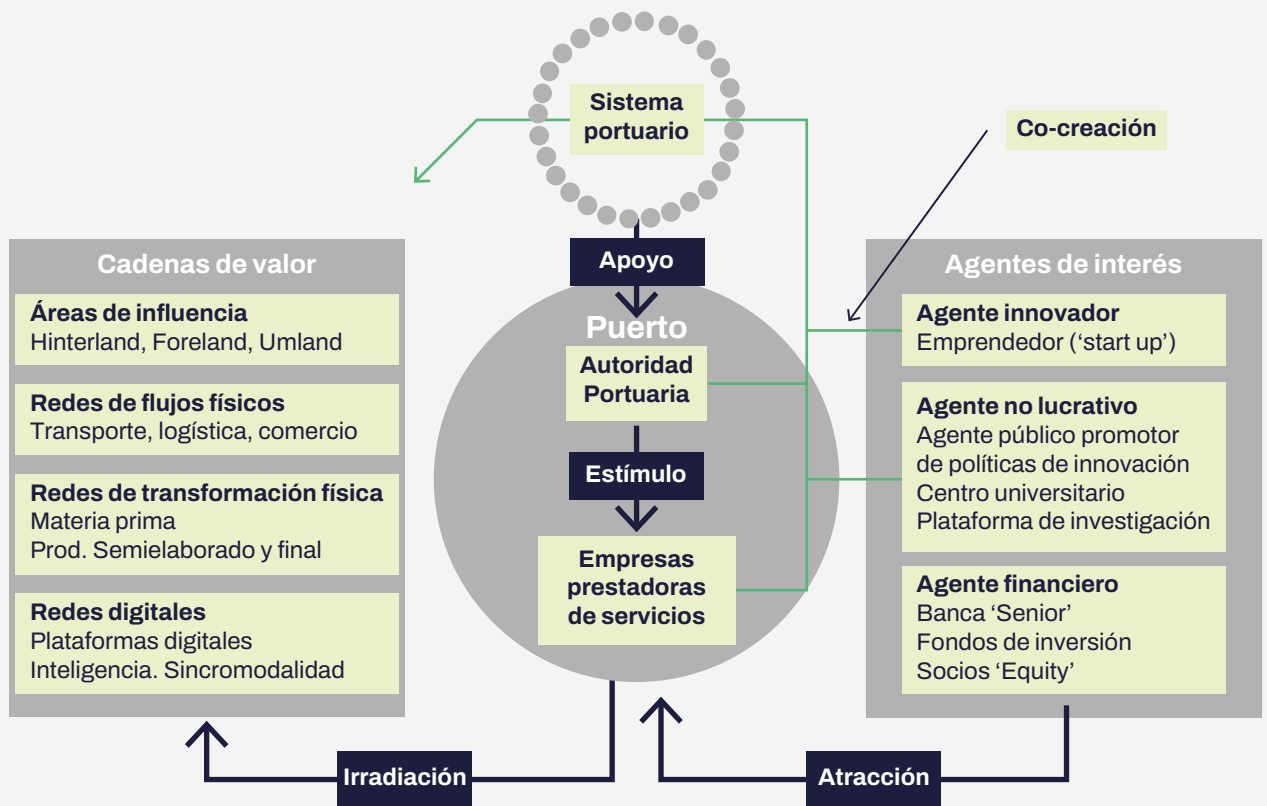 Sistema
portuario
Co-creación
Apoyo
Cadenas de valor
Áreas de influencia
Hinterland, Foreland, Umland
Redes de flujos físicos
Transporte, logística, comercio
Redes de transformación física
Materia prima
Prod. Semielaborado y final
Redes digitales
Plataformas digitales
Inteligencia. Sincromodalidad
Puerto
Autoridad
Portuaria
Estímulo
Empresas
prestadoras
de servicios
Agentes de interés
Agente innovador
Emprendedor (‘start up’)
Agente no lucrativo
Agente público promotor
de políticas de innovación
Centro universitario
Plataforma de investigación
Agente financiero
Banca ‘Senior’
Fondos de inversión
Socios ‘Equity’
Irradiación
Atracción